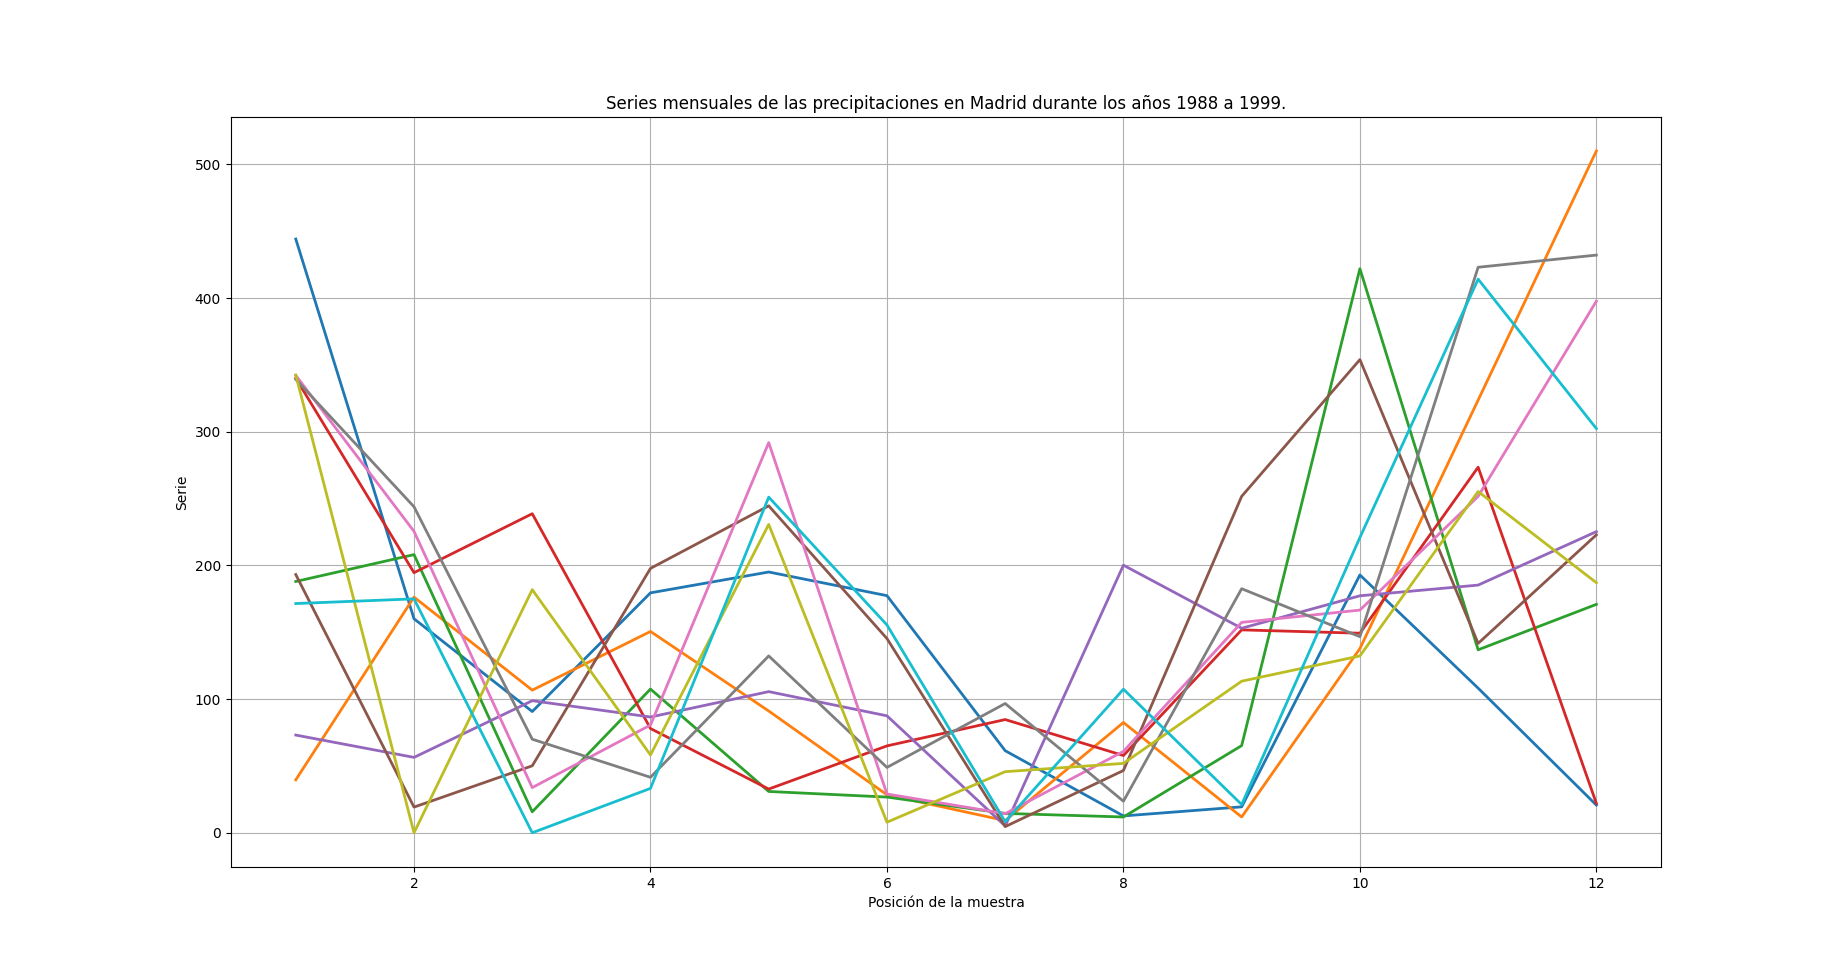 Series mensuales de las precipitaciones en Madrid durante los años 1988 a 1999.
500
400
300
200
100
0
Serie
2 4 6 8 10 12
Posición de la muestra